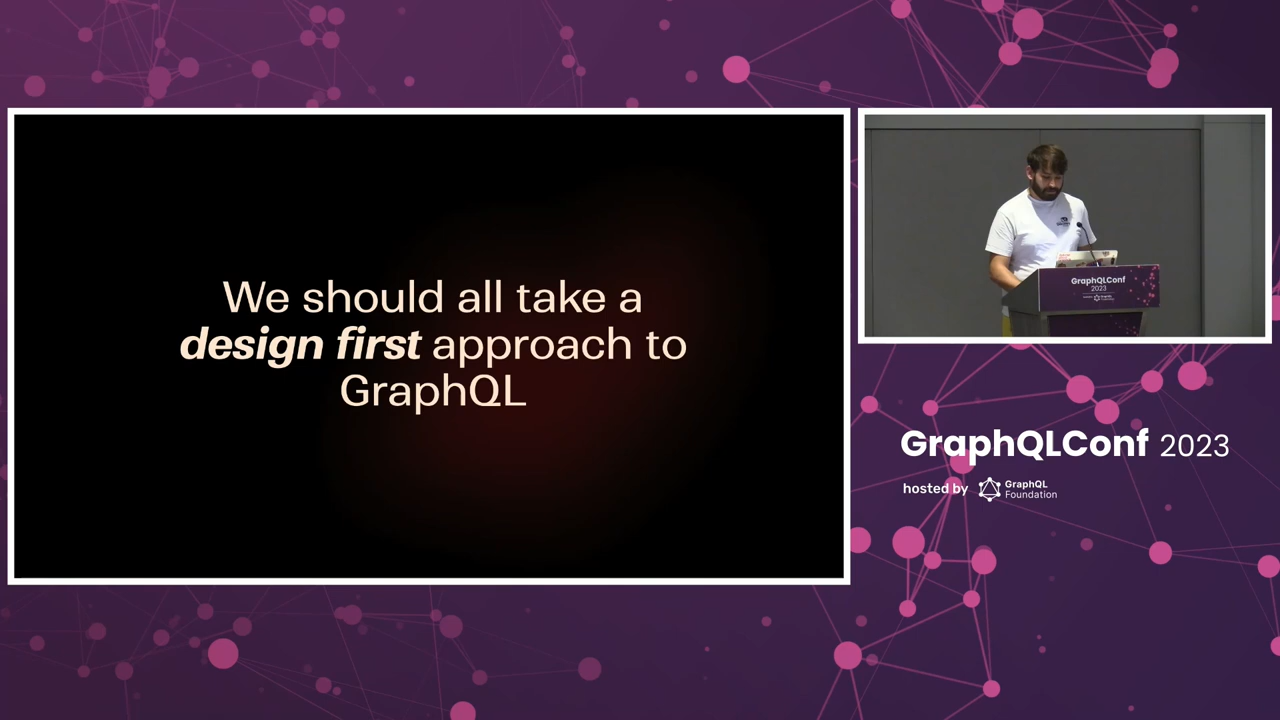 We should all take a
design first approach to
GraphQL
GraphQLConf
2023
GraphQLConf 2023
hosted by GraphQL
Foundation